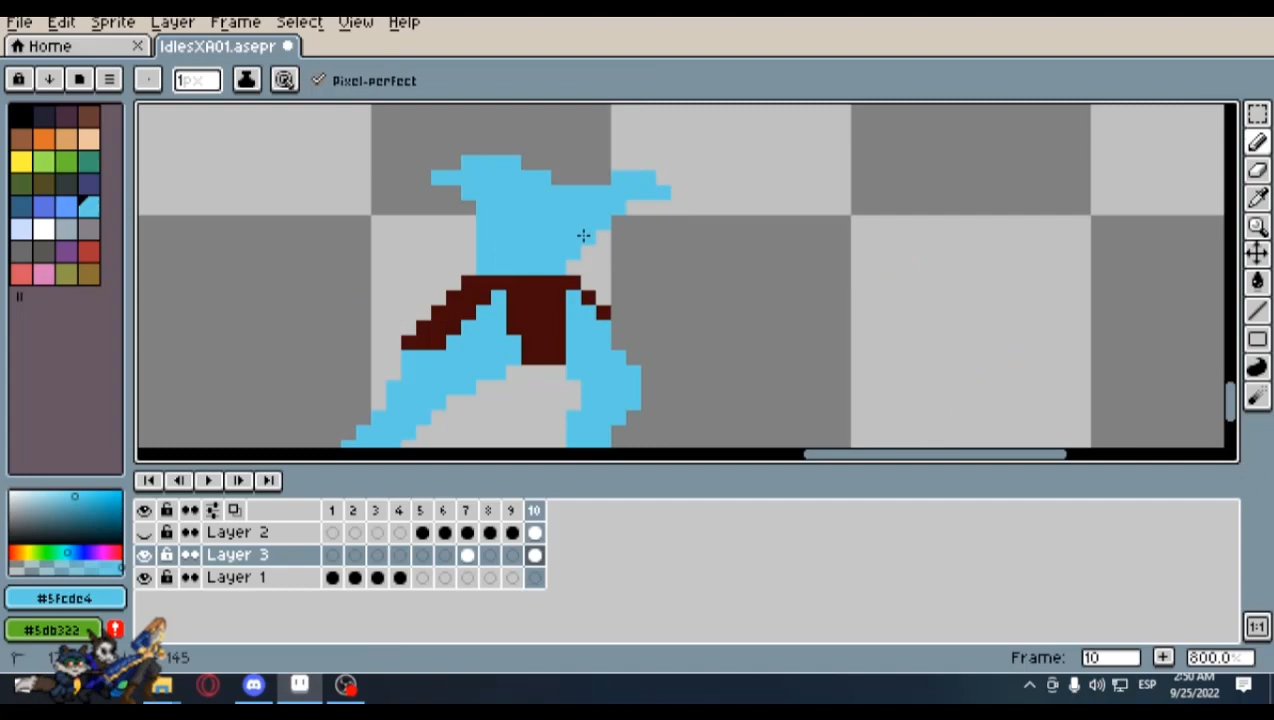 File Edit Sprite Layer Frame Select View Help
Home IdlesXA01.asepr
1px Pixel-perfect
1 2 3 4 5 6 7 8 9 10
Layer 2
Layer 3
Layer 1
#5fcde4
#5db322
145 Frame: 10 800.0%
ESP
2:50 AM
9/25/2022
1:1